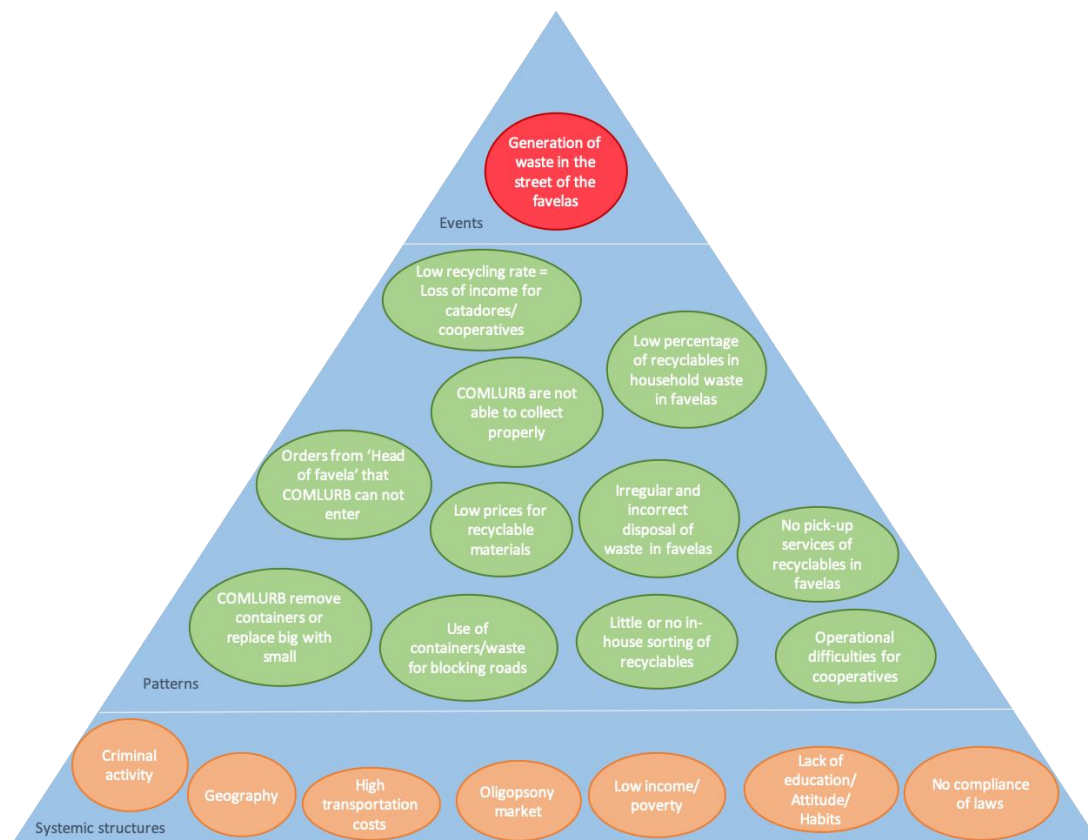 Generation of
waste in the
street of the
favelas
Events
Low recycling rate =
Loss of income for
catadores/
cooperatives
Low percentage
of recyclables in
household waste
in favelas
COMLURB are not
able to collect
properly
Orders from ‘Head
of favela’ that
COMLURB can not
enter
Low prices for
recyclable
materials
Irregular and
incorrect
disposal of
waste in favelas
No pick-up
services of
recyclables in
favelas
COMLURB remove
containers or
replace big with
small
Use of
containers/waste
for blocking roads
Little or no in-
house sorting of
recyclables
Operational
difficulties for
cooperatives
Patterns
Criminal
activity
Geography
High
transportation
costs
Oligopsony
market
Low income/
poverty
Lack of
education/
Attitude/
Habits
No compliance
of laws
Systemic structures